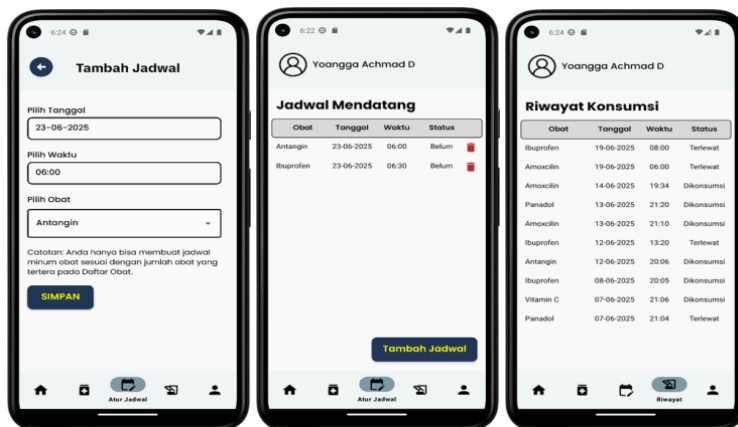 6:24
Tambah Jadwal
Pilih Tanggal
23-06-2025
Pilih Waktu
06:00
Pilih Obat
Antangin
Catatan: Anda hanya bisa membuat jadwal
minum obat sesuai dengan jumlah obat yang
tertera pada Daftar Obat.
SIMPAN
Atur Jadwal
6:22
Yoangga Achmad D
Jadwal Mendatang
Obat Tanggal Waktu Status
Antangin 23-06-2025 06:00 Belum
Ibuprofen 23-06-2025 06:30 Belum
Tambah Jadwal
Atur Jadwal
6:24
Yoangga Achmad D
Riwayat Konsumsi
Obat Tanggal Waktu Status
Ibuprofen 19-06-2025 08:00 Terlewat
Amoxcilin 19-06-2025 06:00 Terlewat
Amoxcilin 14-06-2025 19:34 Dikonsumsi
Panadol 13-06-2025 21:20 Dikonsumsi
Amoxcilin 13-06-2025 21:10 Dikonsumsi
Ibuprofen 12-06-2025 13:20 Terlewat
Antangin 12-06-2025 20:06 Dikonsumsi
Ibuprofen 08-06-2025 20:05 Dikonsumsi
Vitamin C 07-06-2025 21:06 Dikonsumsi
Panadol 07-06-2025 21:04 Terlewat
Riwayat